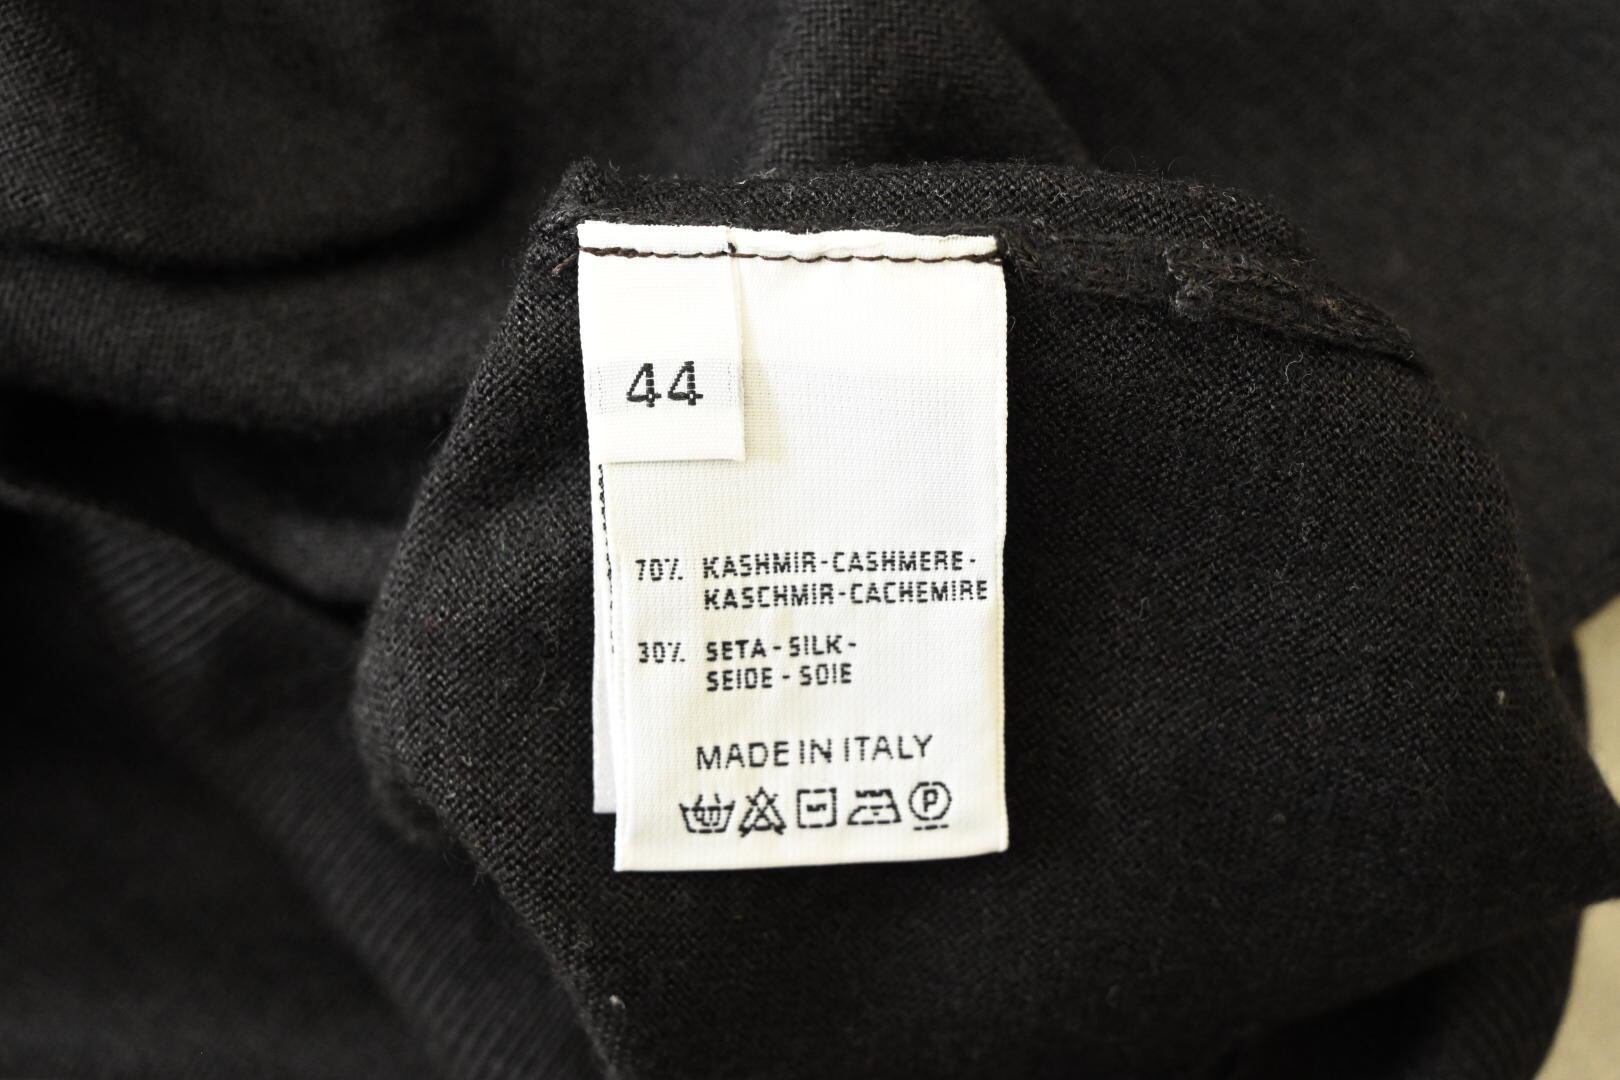 44
70% KASHMIR-CASHMERE-
KASCHMIR-CACHEMIRE
30% SETA-SILK-
SEIDE-SOIE
MADE IN ITALY
P